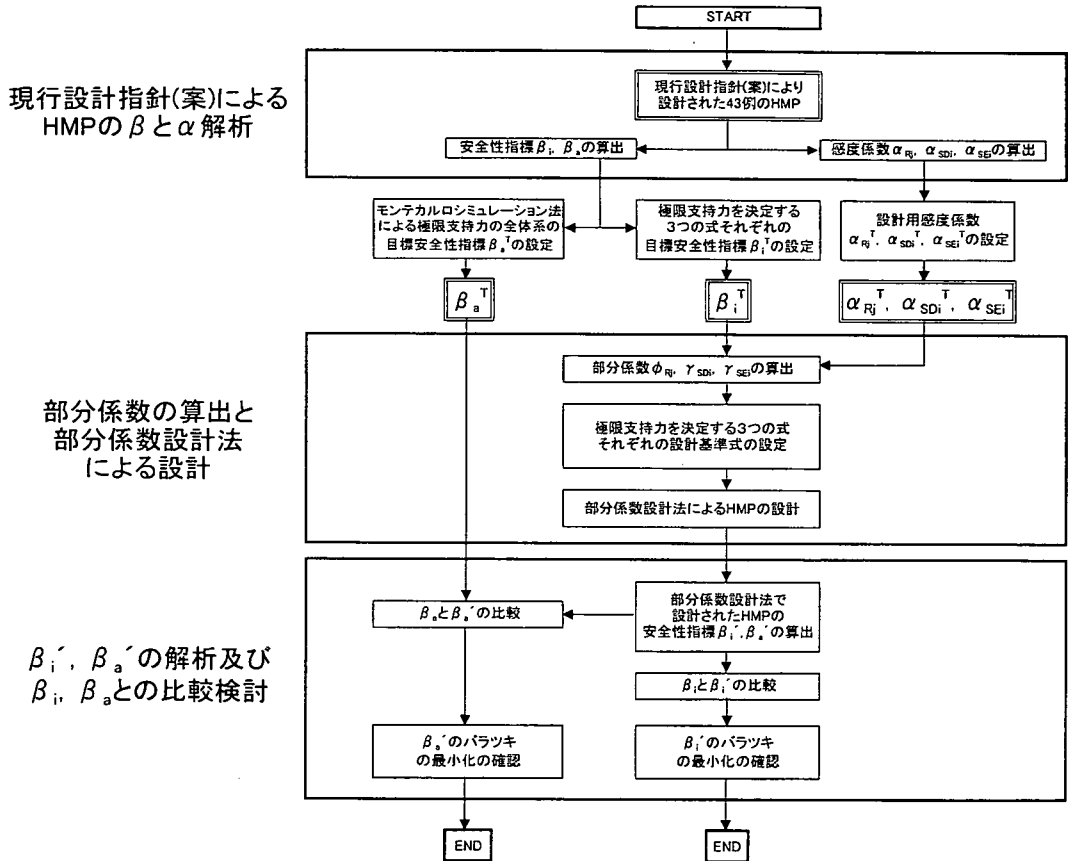 START
現行設計指針(案)による
HMPのβとα解析
現行設計指針(案)により
設計された43例のHMP
安全性指標βi, βaの算出
感度係数αRj, αSDi, αSEiの算出
モンテカルロシミュレーション法
による極限支持力の全体系の
目標安全性指標βa^Tの設定
極限支持力を決定する
3つの式それぞれの
目標安全性指標βi^Tの設定
設計用感度係数
αRj^T, αSDi^T, αSEi^Tの設定
βa^T
βi^T
αRj^T, αSDi^T, αSEi^T
部分係数の算出と
部分係数設計法
による設計
部分係数φRj, γSDi, γSEiの算出
極限支持力を決定する3つの式
それぞれの設計基準式の設定
部分係数設計法によるHMPの設計
βi´, βa´の解析及び
βi, βaとの比較検討
βaとβa´の比較
部分係数設計法で
設計されたHMPの
安全性指標βi´,βa´の算出
βiとβi´の比較
βa´のバラツキ
の最小化の確認
βi´のバラツキ
の最小化の確認
END
END